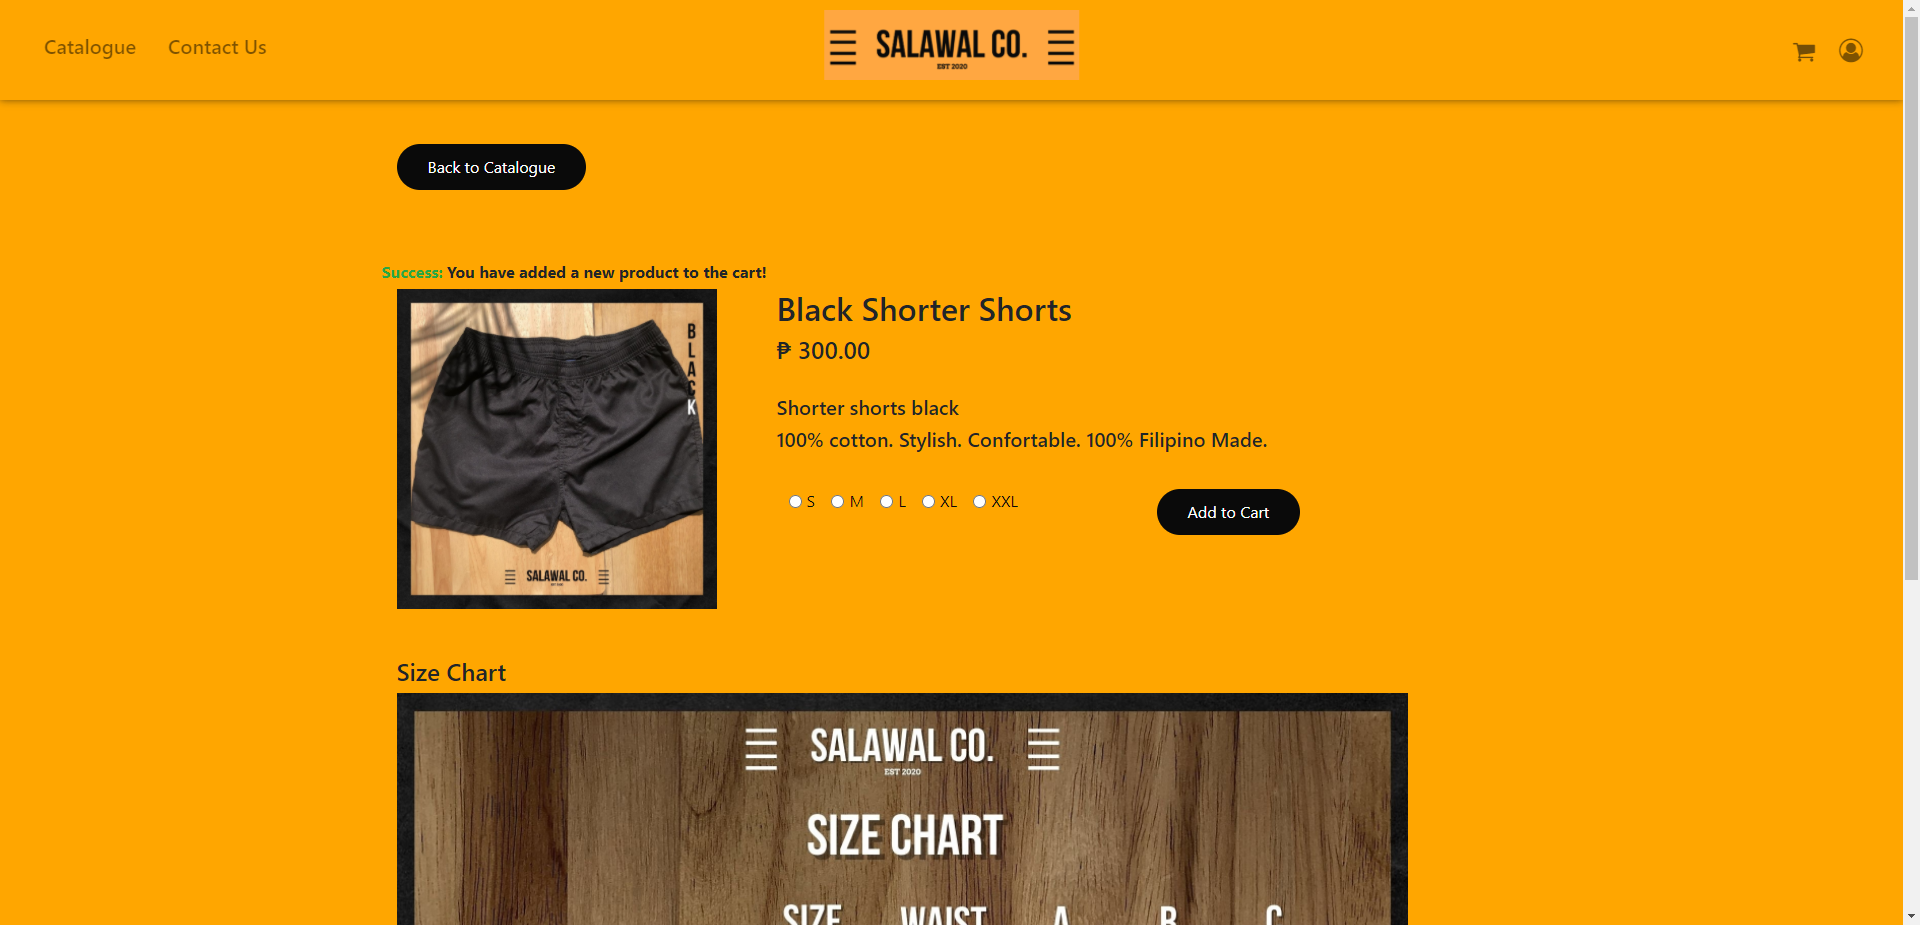 Catalogue
Contact Us
SALAWAL CO.
EST 2020
Back to Catalogue
Success: You have added a new product to the cart!
BLACK
SALAWAL CO.
Black Shorter Shorts
₱ 300.00
Shorter shorts black
100% cotton. Stylish. Confortable. 100% Filipino Made.
S M L XL XXL
Add to Cart
Size Chart
SALAWAL CO.
EST 2020
SIZE CHART
SIZE WAIST A B C